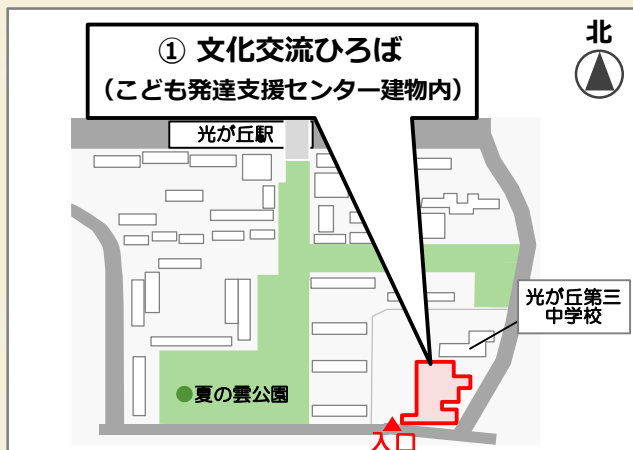 ① 文化交流ひろば
（こども発達支援センター建物内）
北
光が丘駅
光が丘第三
中学校
●夏の雲公園
入口